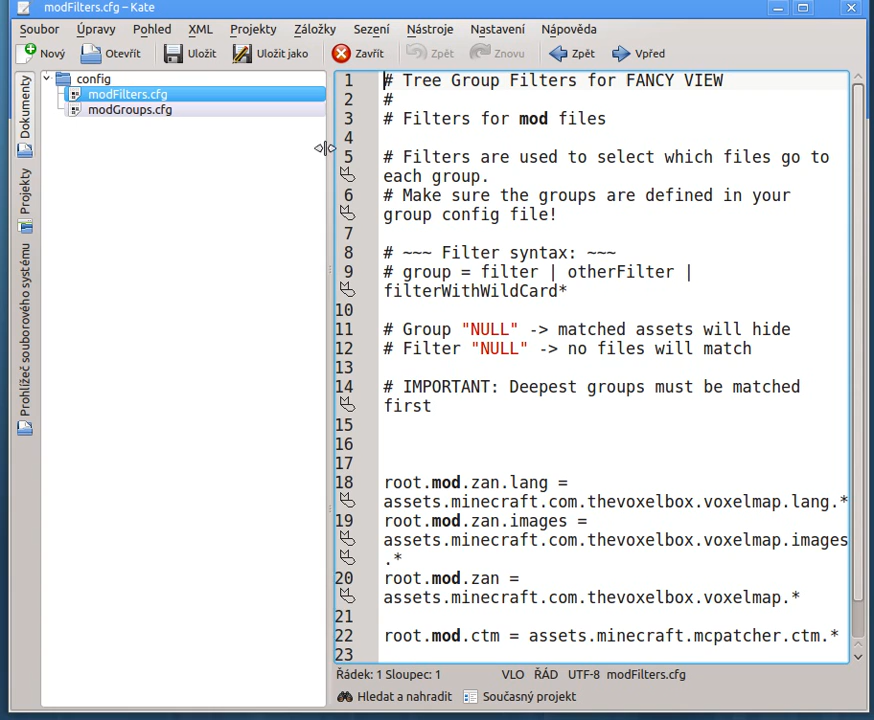 modFilters.cfg – Kate
Soubor Úpravy Pohled XML Projekty Záložky Sezení Nástroje Nastavení Nápověda
Nový Otevřít Uložit Uložit jako Zavřít Zpět Znovu Zpět Vpřed
Dokumenty
Projekty
Prohlížeč souborového systému
config
modFilters.cfg
modGroups.cfg
1 # Tree Group Filters for FANCY VIEW
2 #
3 # Filters for mod files
4
5 # Filters are used to select which files go to
each group.
6 # Make sure the groups are defined in your
group config file!
7
8 # ~~~ Filter syntax: ~~~
9 # group = filter | otherFilter |
filterWithWildCard*
10
11 # Group "NULL" -> matched assets will hide
12 # Filter "NULL" -> no files will match
13
14 # IMPORTANT: Deepest groups must be matched
first
15
16
17
18 root.mod.zan.lang =
assets.minecraft.com.thevoxelbox.voxelmap.lang.*
19 root.mod.zan.images =
assets.minecraft.com.thevoxelbox.voxelmap.images
.*
20 root.mod.zan =
assets.minecraft.com.thevoxelbox.voxelmap.*
21
22 root.mod.ctm = assets.minecraft.mcpatcher.ctm.*
23
Řádek: 1 Sloupec: 1 VLO ŘÁD UTF-8 modFilters.cfg
Hledat a nahradit Současný projekt